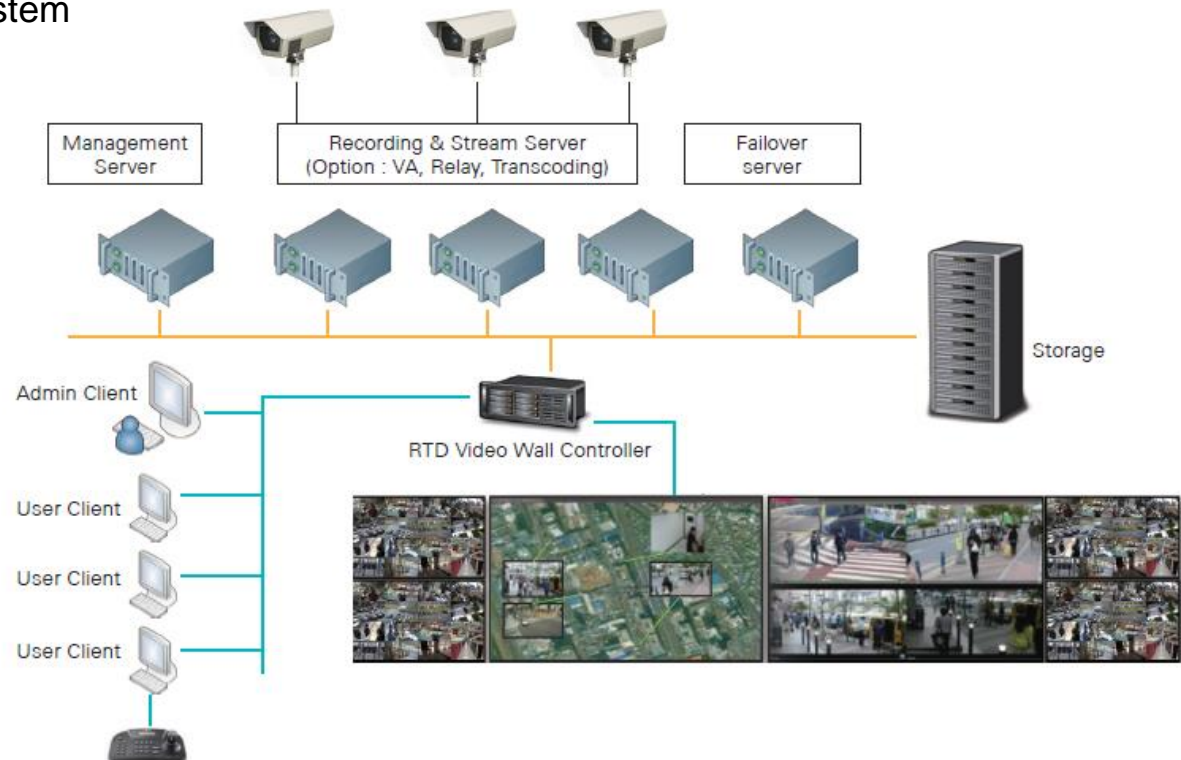 stem
Management
Server
Recording & Stream Server
(Option : VA, Relay, Transcoding)
Failover
server
Storage
Admin Client
RTD Video Wall Controller
User Client
User Client
User Client